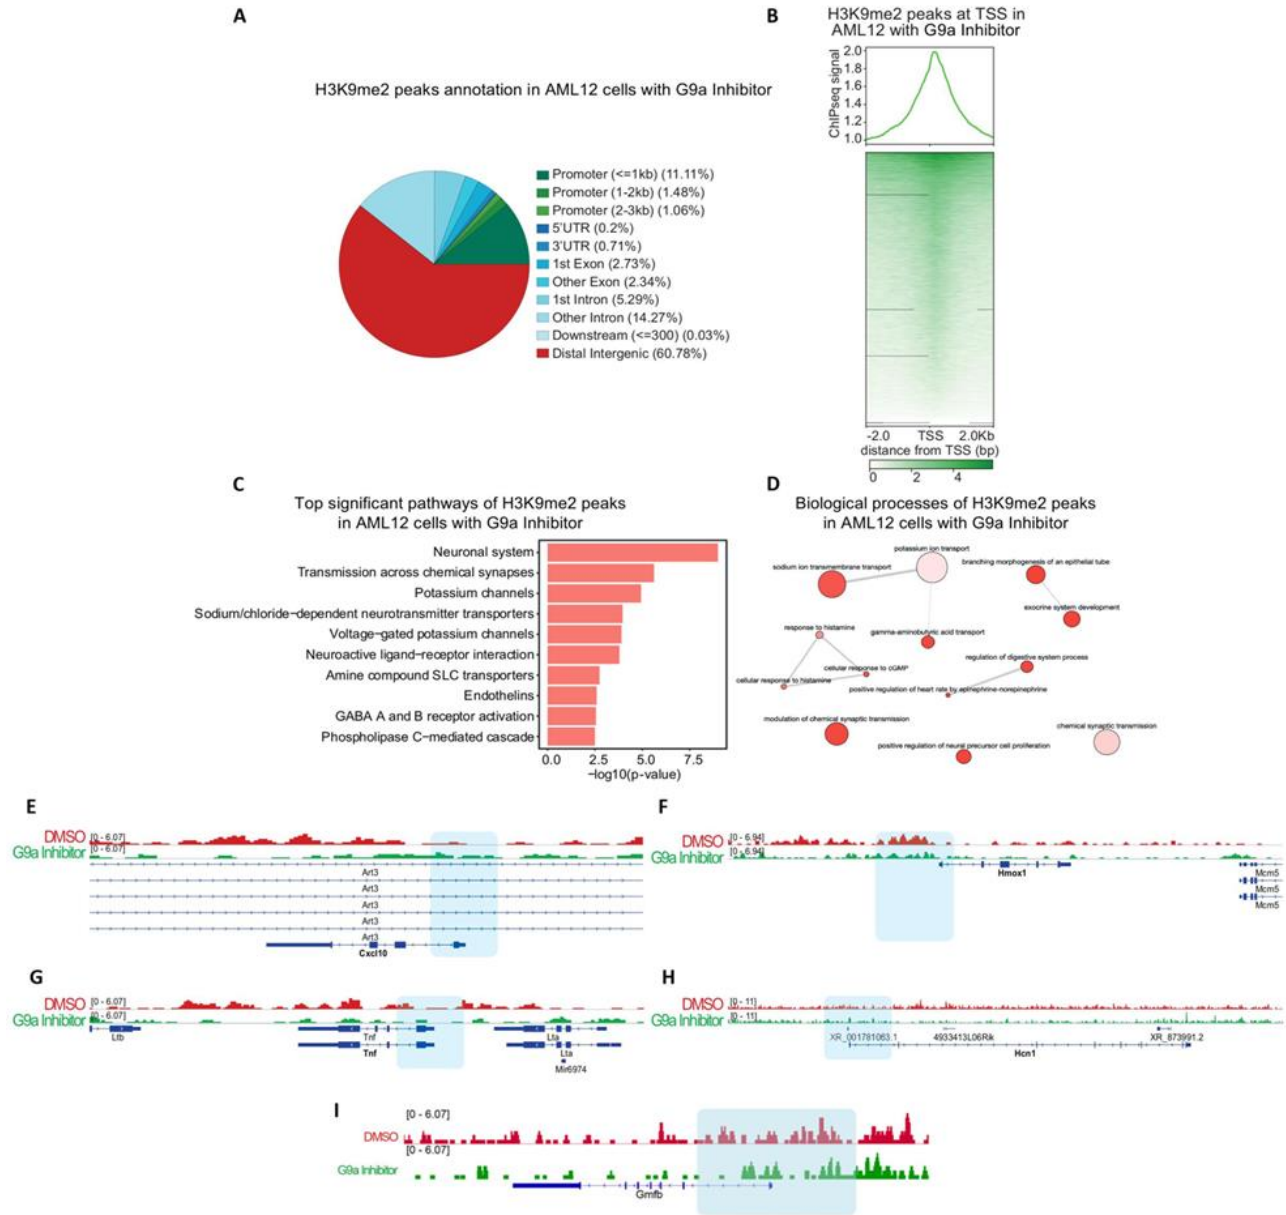 A
H3K9me2 peaks annotation in AML12 cells with G9a Inhibitor
Promoter (<=1kb) (11.11%)
Promoter (1-2kb) (1.48%)
Promoter (2-3kb) (1.06%)
5'UTR (0.2%)
3'UTR (0.71%)
1st Exon (2.73%)
Other Exon (2.34%)
1st Intron (5.29%)
Other Intron (14.27%)
Downstream (<=300) (0.03%)
Distal Intergenic (60.78%)
B
H3K9me2 peaks at TSS in
AML12 with G9a Inhibitor
ChIPseq signal
2.0
1.8
1.6
1.4
1.2
1.0
-2.0 TSS 2.0Kb
distance from TSS (bp)
0 2 4
C
Top significant pathways of H3K9me2 peaks
in AML12 cells with G9a Inhibitor
Neuronal system
Transmission across chemical synapses
Potassium channels
Sodium/chloride−dependent neurotransmitter transporters
Voltage−gated potassium channels
Neuroactive ligand−receptor interaction
Amine compound SLC transporters
Endothelins
GABA A and B receptor activation
Phospholipase C−mediated cascade
0.0 2.5 5.0 7.5
−log10(p-value)
D
Biological processes of H3K9me2 peaks
in AML12 cells with G9a Inhibitor
potassium ion transport
sodium ion transmembrane transport
branching morphogenesis of an epithelial tube
exocrine system development
response to histamine
gamma-aminobutyric acid transport
regulation of digestive system process
cellular response to cGMP
cellular response to histamine
positive regulation of heart rate by epinephrine-norepinephrine
modulation of chemical synaptic transmission
chemical synaptic transmission
positive regulation of neural precursor cell proliferation
E
DMSO [0 - 6.07]
G9a Inhibitor [0 - 6.07]
Art3
Art3
Art3
Art3
Art3
Cxcl10
F
DMSO [0 - 6.94]
G9a Inhibitor [0 - 6.94]
Hmox1
Mcm5
Mcm5
Mcm5
G
DMSO [0 - 6.07]
G9a Inhibitor [0 - 6.07]
Ltb Tnf Lta
Tnf Lta
Mir6974
H
DMSO [0 - 11]
G9a Inhibitor [0 - 11]
XR_001781063.1 4933413L06Rik XR_873991.2
Hcn1
I
[0 - 6.07]
DMSO
[0 - 6.07]
G9a Inhibitor
Gmfb